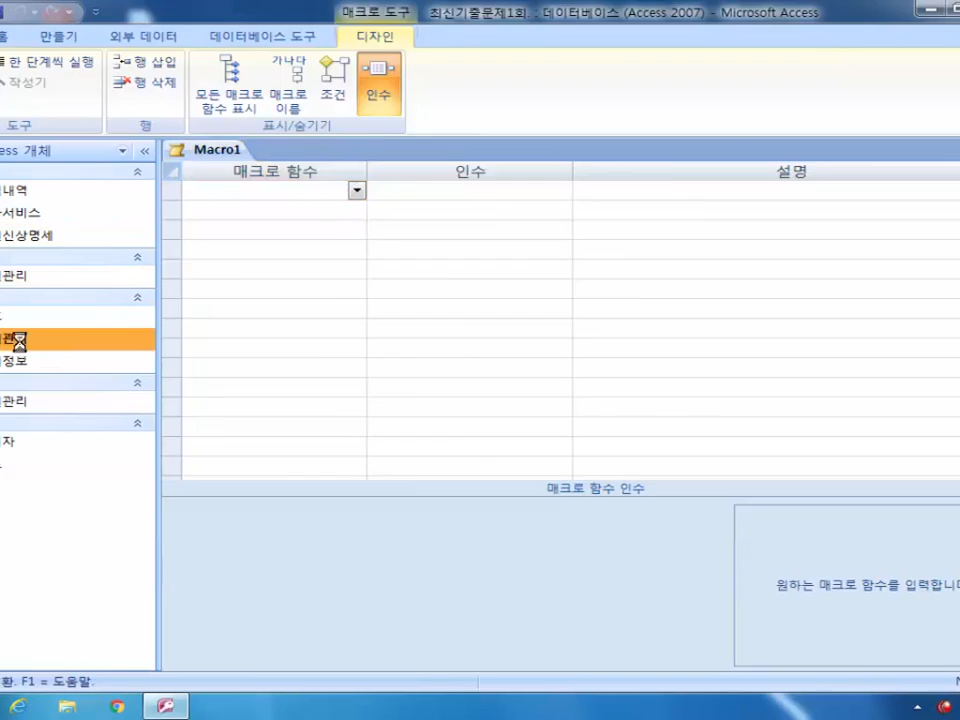 매크로 도구
최신기출문제1회. : 데이터베이스 (Access 2007) - Microsoft Access
홈
만들기
외부 데이터
데이터베이스 도구
디자인
한 단계씩 실행
작성기
도구
행 삽입
행 삭제
행
모든 매크로
함수 표시
매크로
이름
가나다
조건
인수
표시/숨기기
ess 개체
Macro1
매크로 함수
인수
설명
내역
서비스
신상명세
관리
관
정보
관리
자
매크로 함수 인수
원하는 매크로 함수를 입력합니
환. F1 = 도움말.